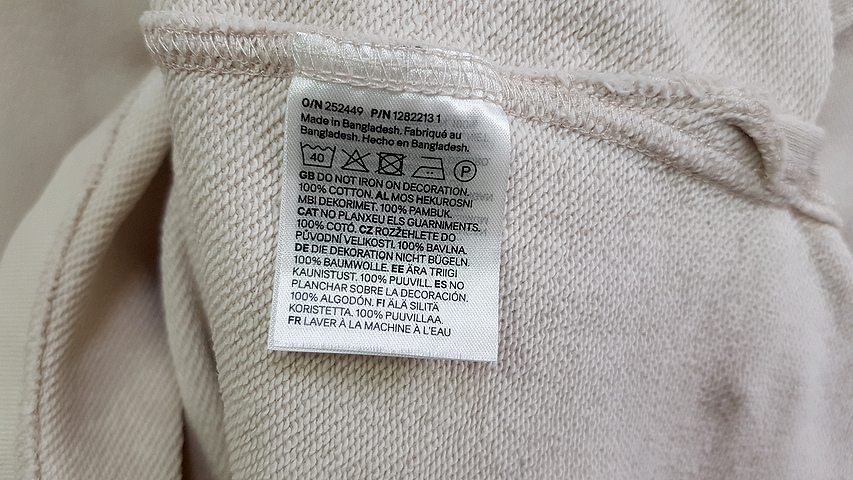 O/N 252449 P/N 1282213 1
Made in Bangladesh. Fabriqué au
Bangladesh. Hecho en Bangladesh.
40 P
GB DO NOT IRON ON DECORATION.
100% COTTON. AL MOS HEKUROSNI
MBI DEKORIMET. 100% PAMBUK.
CAT NO PLANXEU ELS GUARNIMENTS.
100% COTÓ. CZ ROZŽEHLETE DO
PŮVODNÍ VELIKOSTI. 100% BAVLNA.
DE DIE DEKORATION NICHT BÜGELN.
100% BAUMWOLLE. EE ÄRA TRIIGI
KAUNISTUST. 100% PUUVILL. ES NO
PLANCHAR SOBRE LA DECORACIÓN.
100% ALGODÓN. FI ÄLÄ SILITÄ
KORISTETTA. 100% PUUVILLAA.
FR LAVER À LA MACHINE À L'EAU